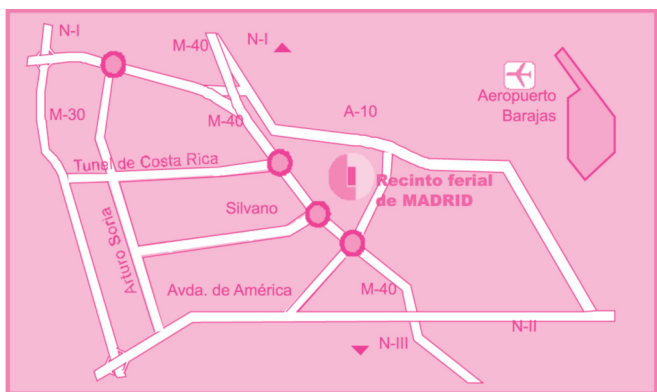 N-I
M-40
N-I
M-30
M-40
A-10
Aeropuerto
Barajas
Tunel de Costa Rica
Recinto ferial
de MADRID
Silvano
Arturo Soria
Avda. de América
M-40
N-II
N-III